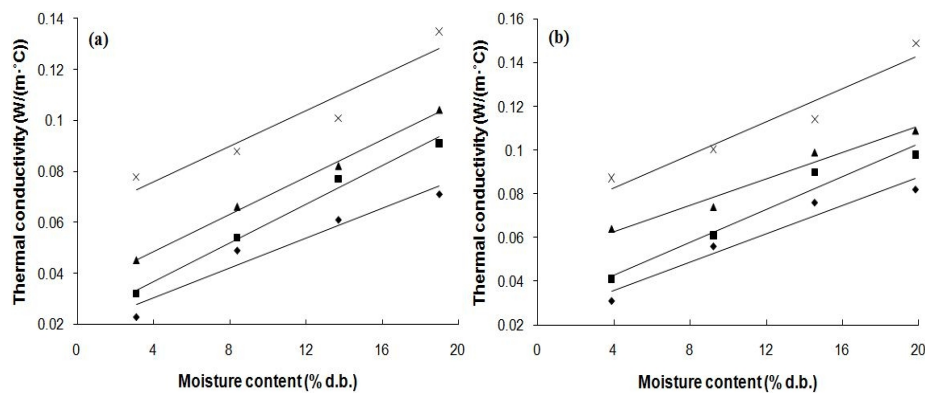 0.14
0.12
0.1
0.08
0.06
0.04
0.02
(a)
0 4 8 12 16 20
Thermal conductivity (W/(m·°C))
Moisture content (% d.b.)
0.16
0.14
0.12
0.1
0.08
0.06
0.04
0.02
(b)
0 4 8 12 16 20
Thermal conductivity (W/(m·°C))
Moisture content (% d.b.)